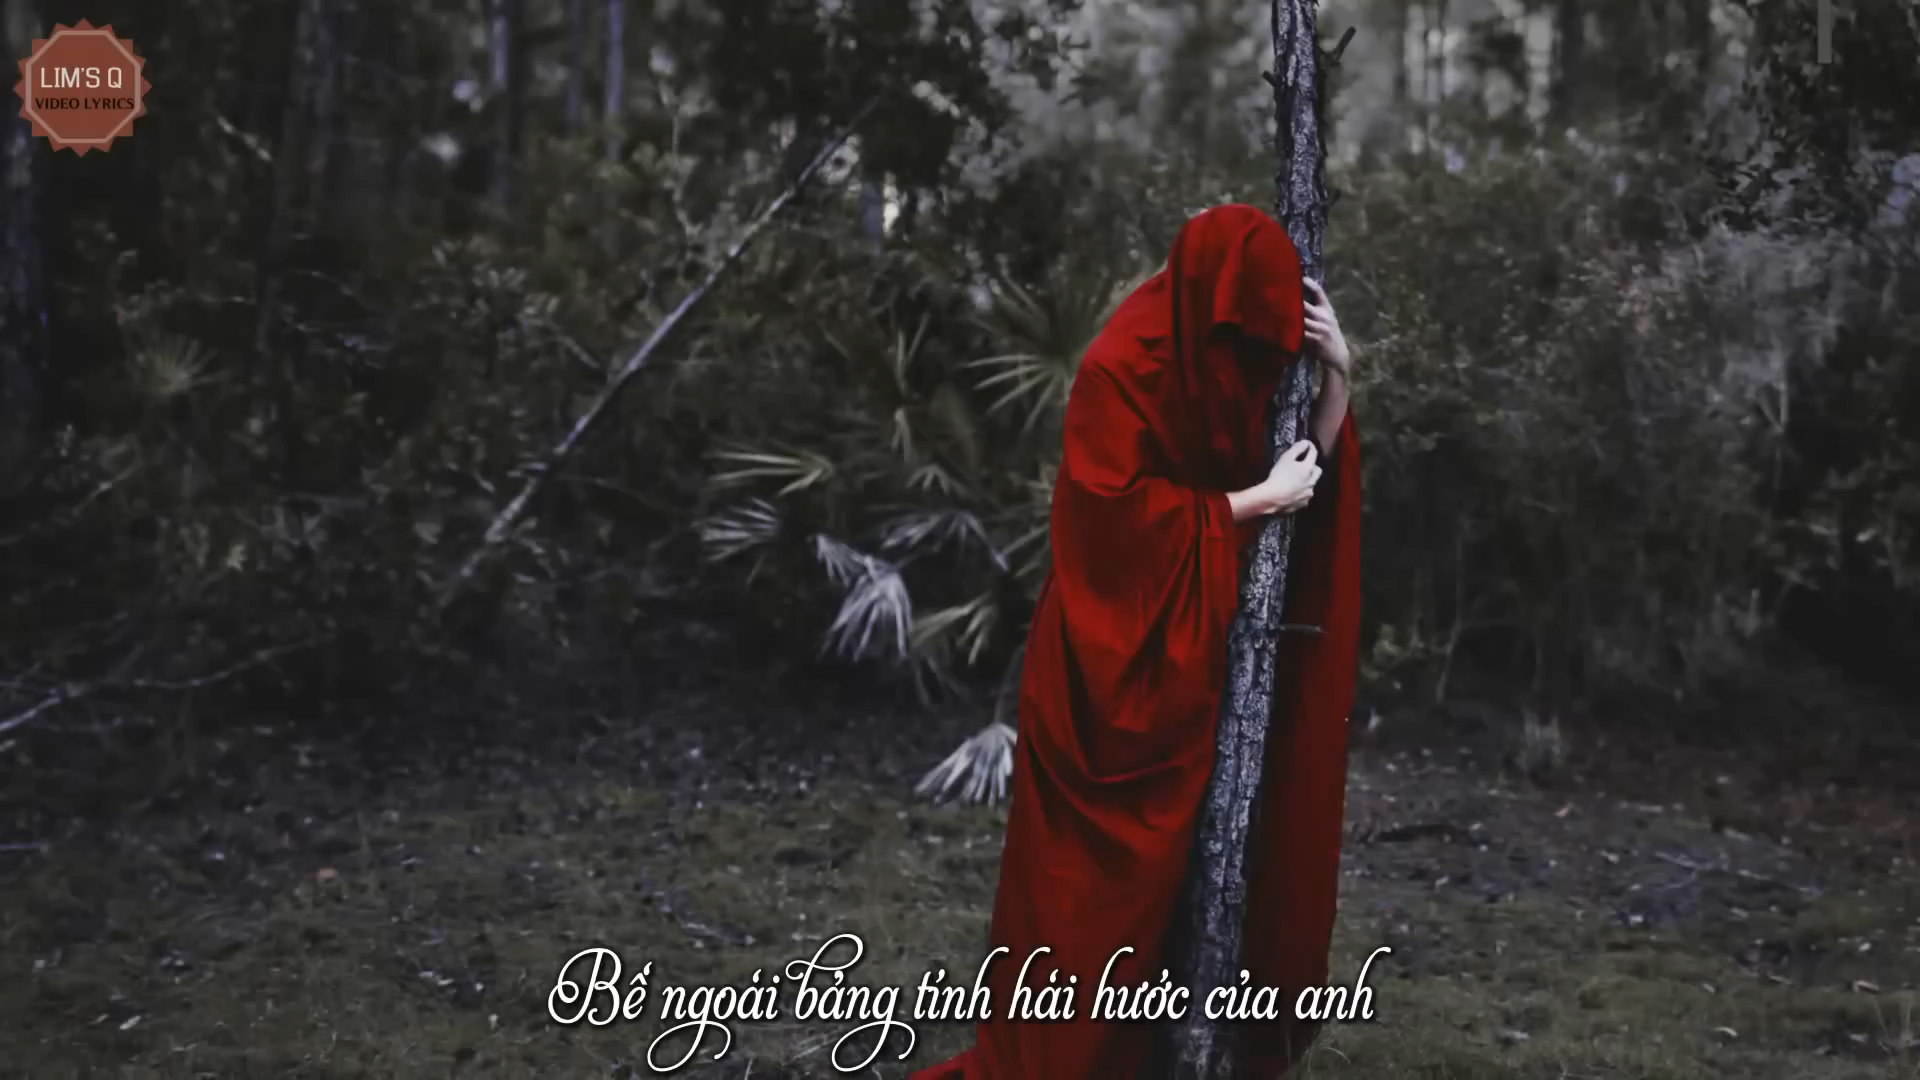 LIM'S Q
VIDEO LYRICS
Bề ngoài bảng tính hài hước của anh